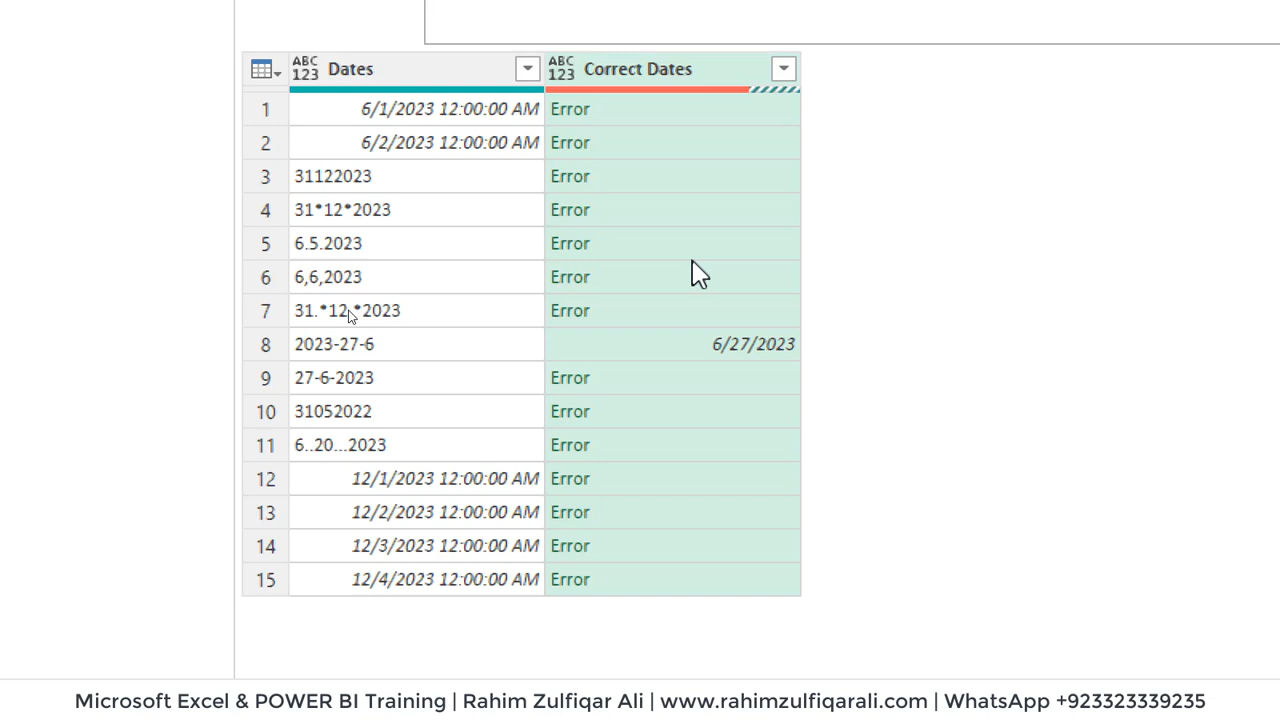 ABC 123 Dates ABC 123 Correct Dates
1 6/1/2023 12:00:00 AM Error
2 6/2/2023 12:00:00 AM Error
3 31122023 Error
4 31*12*2023 Error
5 6.5.2023 Error
6 6,6,2023 Error
7 31.*12.*2023 Error
8 2023-27-6 6/27/2023
9 27-6-2023 Error
10 31052022 Error
11 6..20...2023 Error
12 12/1/2023 12:00:00 AM Error
13 12/2/2023 12:00:00 AM Error
14 12/3/2023 12:00:00 AM Error
15 12/4/2023 12:00:00 AM Error
Microsoft Excel & POWER BI Training | Rahim Zulfiqar Ali | www.rahimzulfiqarali.com | WhatsApp +923323339235